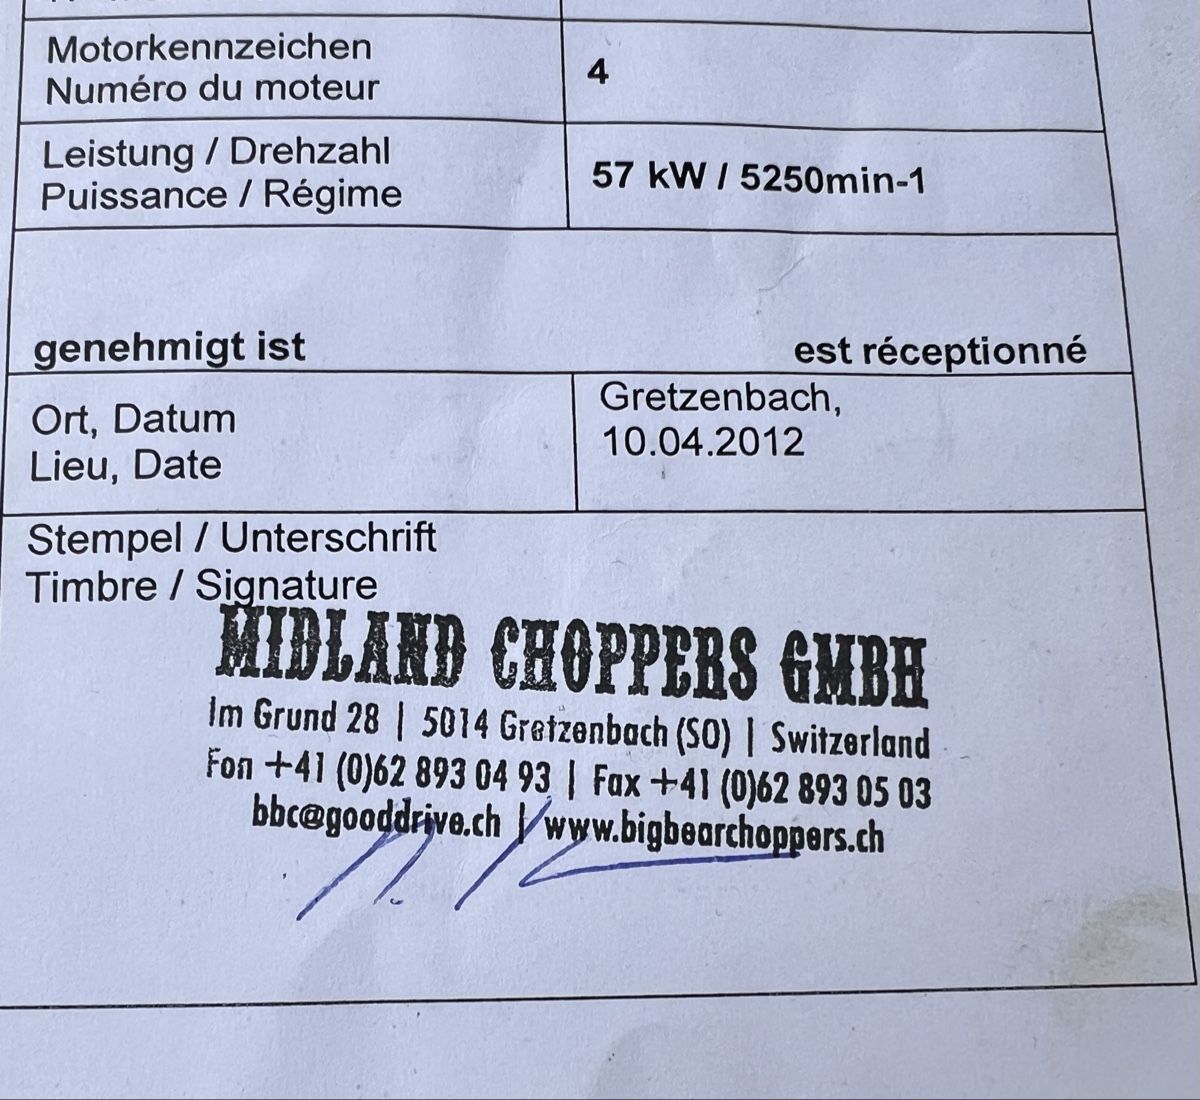 Motorkennzeichen
Numéro du moteur
4
Leistung / Drehzahl
Puissance / Régime
57 kW / 5250min-1
genehmigt ist
est réceptionné
Ort, Datum
Lieu, Date
Gretzenbach,
10.04.2012
Stempel / Unterschrift
Timbre / Signature
MIDLAND CHOPPERS GMBH
Im Grund 28 | 5014 Gretzenbach (SO) | Switzerland
Fon +41 (0)62 893 04 93 | Fax +41 (0)62 893 05 03
bbc@gooddrive.ch | www.bigbearchoppers.ch